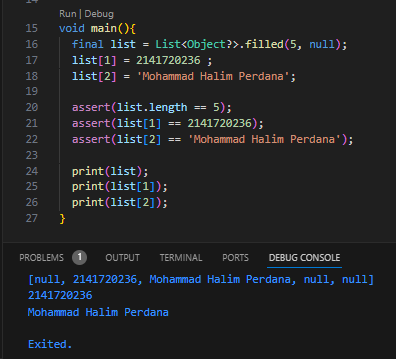 Run | Debug
15 void main(){
16 final list = List<Object?>.filled(5, null);
17 list[1] = 2141720236 ;
18 list[2] = 'Mohammad Halim Perdana';
19
20 assert(list.length == 5);
21 assert(list[1] == 2141720236);
22 assert(list[2] == 'Mohammad Halim Perdana');
23
24 print(list);
25 print(list[1]);
26 print(list[2]);
27 }
PROBLEMS 1 OUTPUT TERMINAL PORTS DEBUG CONSOLE
[null, 2141720236, Mohammad Halim Perdana, null, null]
2141720236
Mohammad Halim Perdana
Exited.